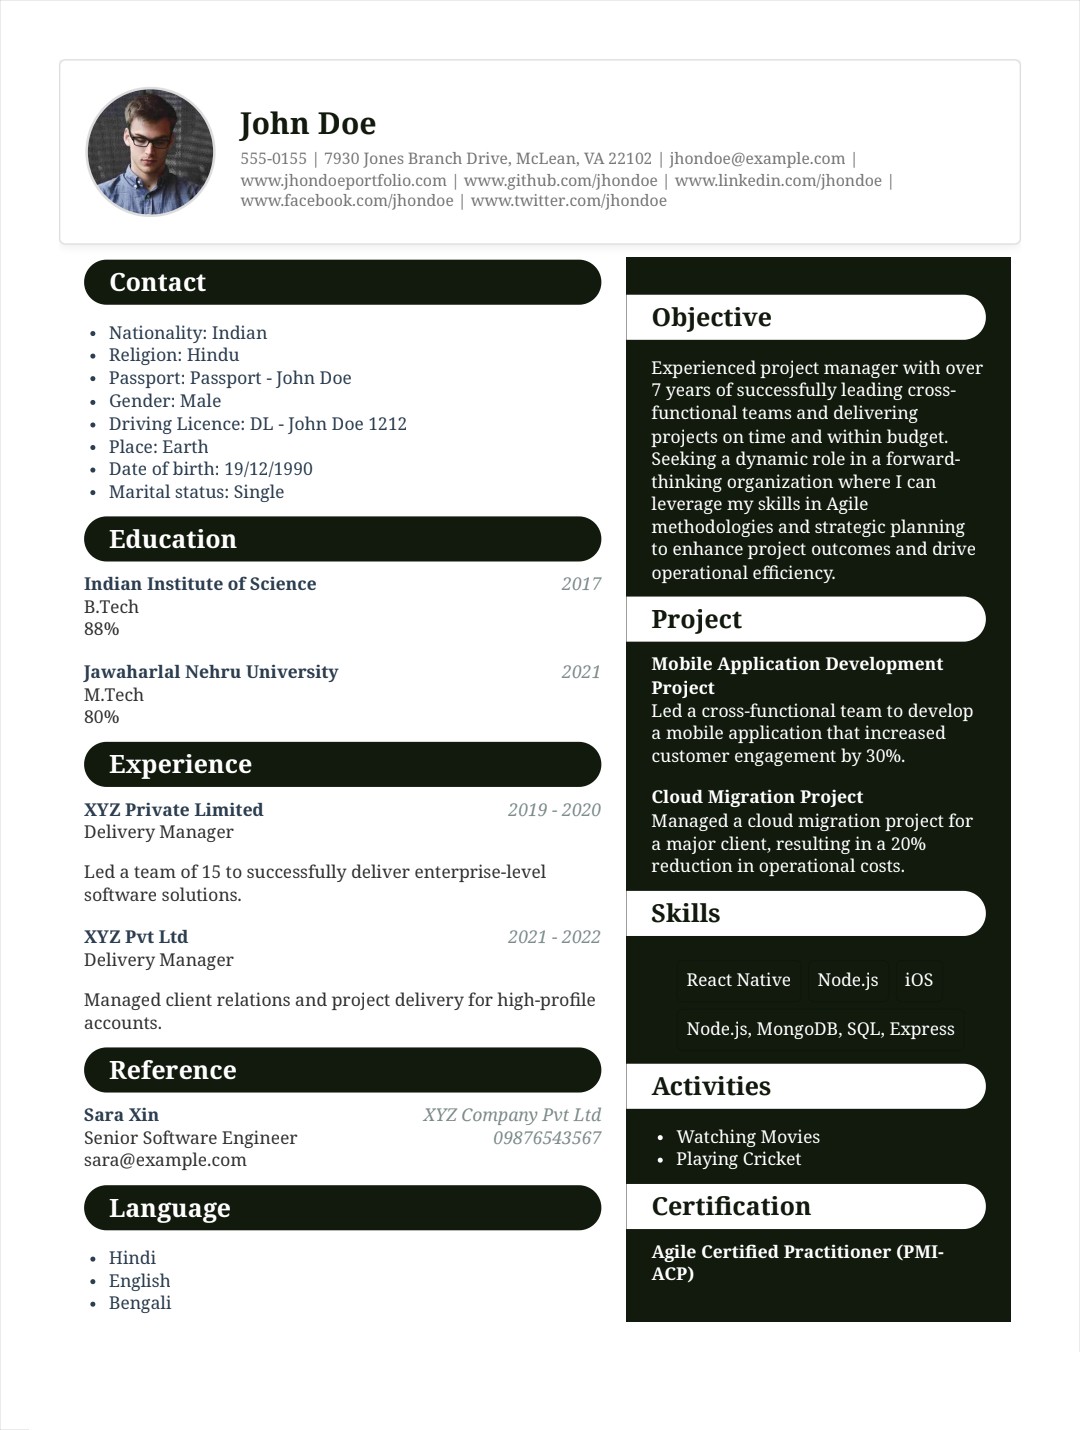 John Doe
555-0155 | 7930 Jones Branch Drive, McLean, VA 22102 | jhondoe@example.com |
www.jhondoeportfolio.com | www.github.com/jhondoe | www.linkedin.com/jhondoe |
www.facebook.com/jhondoe | www.twitter.com/jhondoe
Contact
• Nationality: Indian
• Religion: Hindu
• Passport: Passport - John Doe
• Gender: Male
• Driving Licence: DL - John Doe 1212
• Place: Earth
• Date of birth: 19/12/1990
• Marital status: Single
Education
Indian Institute of Science 2017
B.Tech
88%
Jawaharlal Nehru University 2021
M.Tech
80%
Experience
XYZ Private Limited 2019 - 2020
Delivery Manager
Led a team of 15 to successfully deliver enterprise-level
software solutions.
XYZ Pvt Ltd 2021 - 2022
Delivery Manager
Managed client relations and project delivery for high-profile
accounts.
Reference
Sara Xin XYZ Company Pvt Ltd
Senior Software Engineer 09876543567
sara@example.com
Language
• Hindi
• English
• Bengali
Objective
Experienced project manager with over
7 years of successfully leading cross-
functional teams and delivering
projects on time and within budget.
Seeking a dynamic role in a forward-
thinking organization where I can
leverage my skills in Agile
methodologies and strategic planning
to enhance project outcomes and drive
operational efficiency.
Project
Mobile Application Development
Project
Led a cross-functional team to develop
a mobile application that increased
customer engagement by 30%.
Cloud Migration Project
Managed a cloud migration project for
a major client, resulting in a 20%
reduction in operational costs.
Skills
React Native Node.js iOS
Node.js, MongoDB, SQL, Express
Activities
• Watching Movies
• Playing Cricket
Certification
Agile Certified Practitioner (PMI-
ACP)